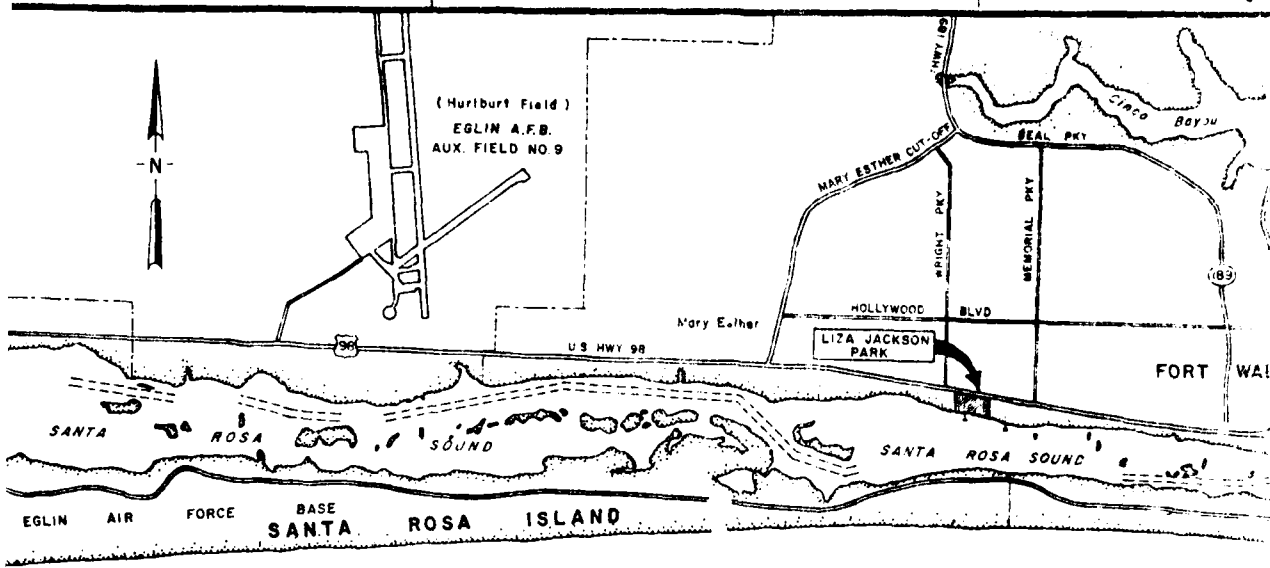 HWY 189
(Hurlburt Field)
EGLIN A.F.B.
AUX. FIELD NO. 9
-N-
Cinco Bayou
BEAL PKY
MARY ESTHER CUT-OFF
WRIGHT PKY
MEMORIAL PKY
189
HOLLYWOOD BLVD
Mary Esther
LIZA JACKSON
PARK
98
U S HWY 98
FORT WAL
SANTA ROSA SOUND
SANTA ROSA SOUND
S
EGLIN AIR FORCE BASE
SANTA ROSA ISLAND